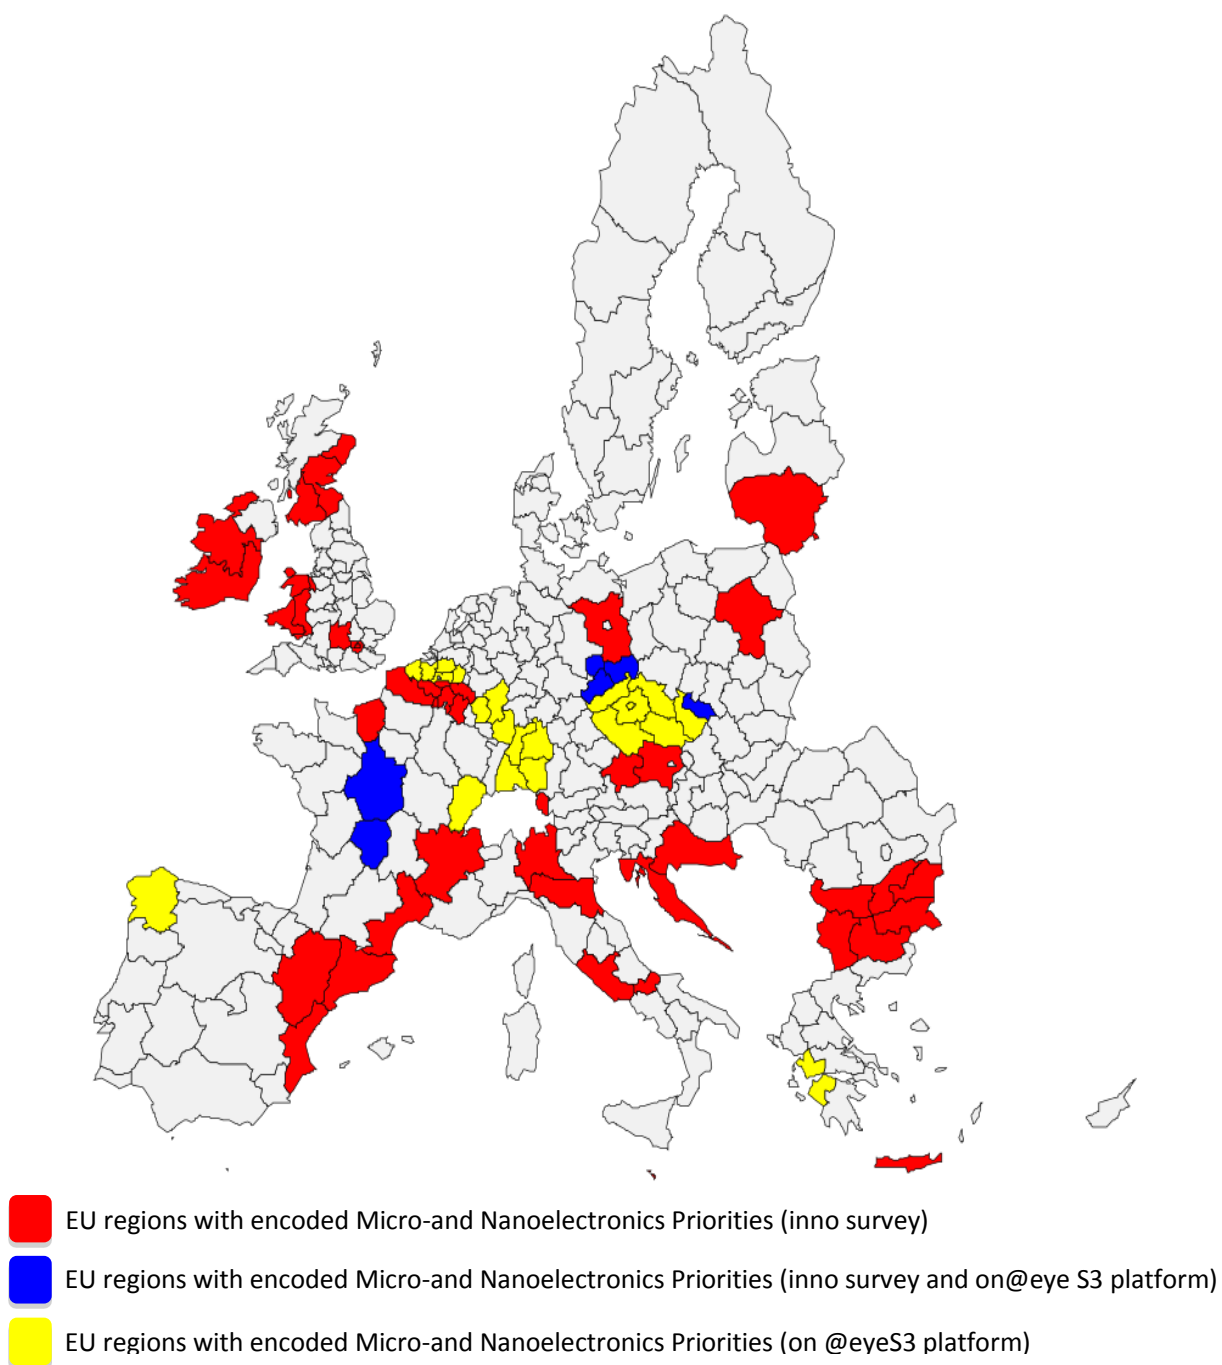 EU regions with encoded Micro-and Nanoelectronics Priorities (inno survey)
EU regions with encoded Micro-and Nanoelectronics Priorities (inno survey and on@eye S3 platform)
EU regions with encoded Micro-and Nanoelectronics Priorities (on @eyeS3 platform)